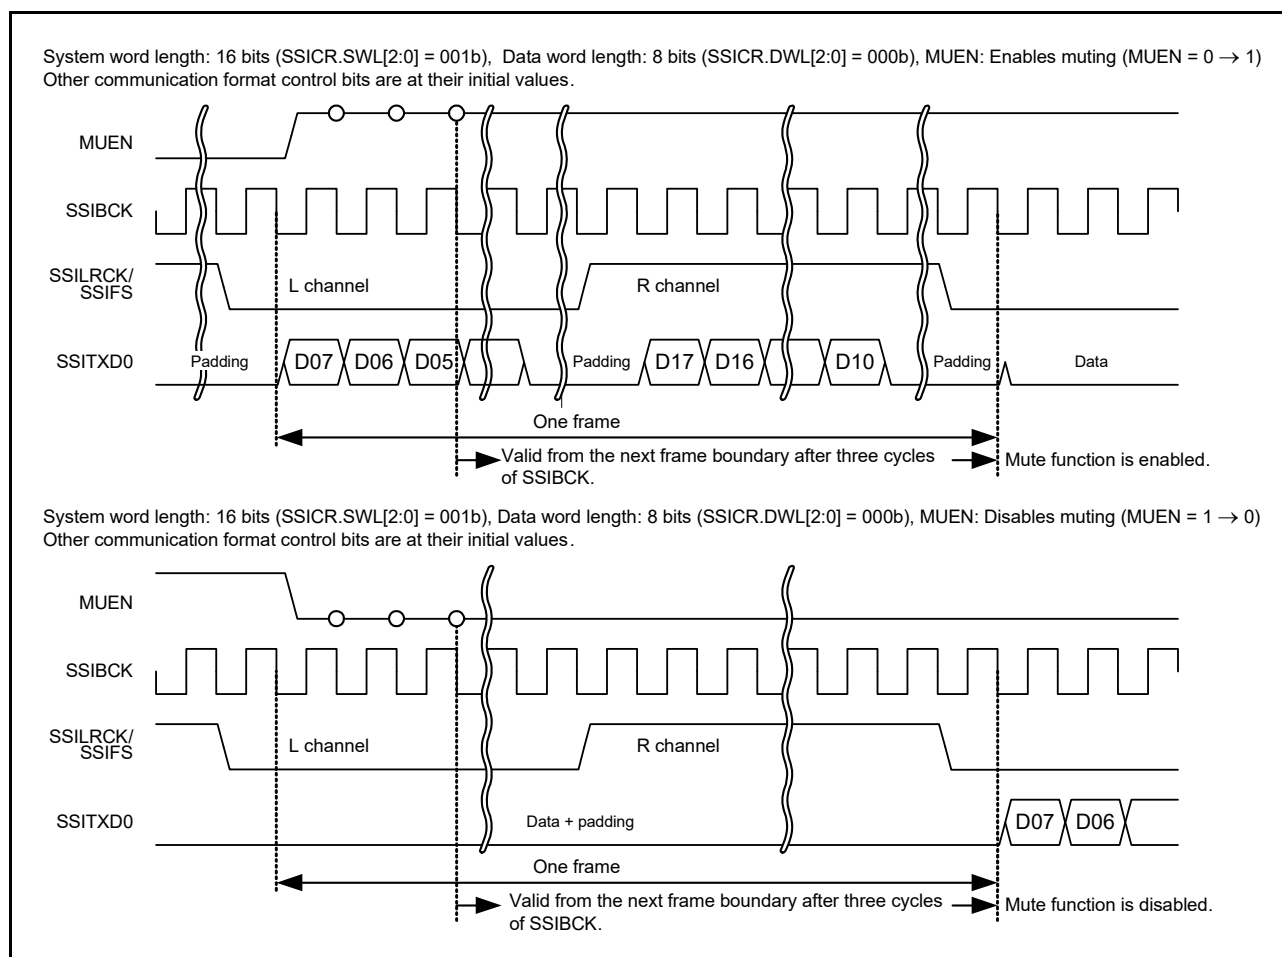 System word length: 16 bits (SSICR.SWL[2:0] = 001b), Data word length: 8 bits (SSICR.DWL[2:0] = 000b), MUEN: Enables muting (MUEN = 0 → 1)
Other communication format control bits are at their initial values.
MUEN
SSIBCK
SSILRCK/
SSIFS
L channel
R channel
SSITXD0
Padding
D07
D06
D05
Padding
D17
D16
D10
Padding
Data
One frame
Valid from the next frame boundary after three cycles
of SSIBCK.
Mute function is enabled.
System word length: 16 bits (SSICR.SWL[2:0] = 001b), Data word length: 8 bits (SSICR.DWL[2:0] = 000b), MUEN: Disables muting (MUEN = 1 → 0)
Other communication format control bits are at their initial values.
MUEN
SSIBCK
SSILRCK/
SSIFS
L channel
R channel
SSITXD0
Data + padding
D07
D06
One frame
Valid from the next frame boundary after three cycles
of SSIBCK.
Mute function is disabled.